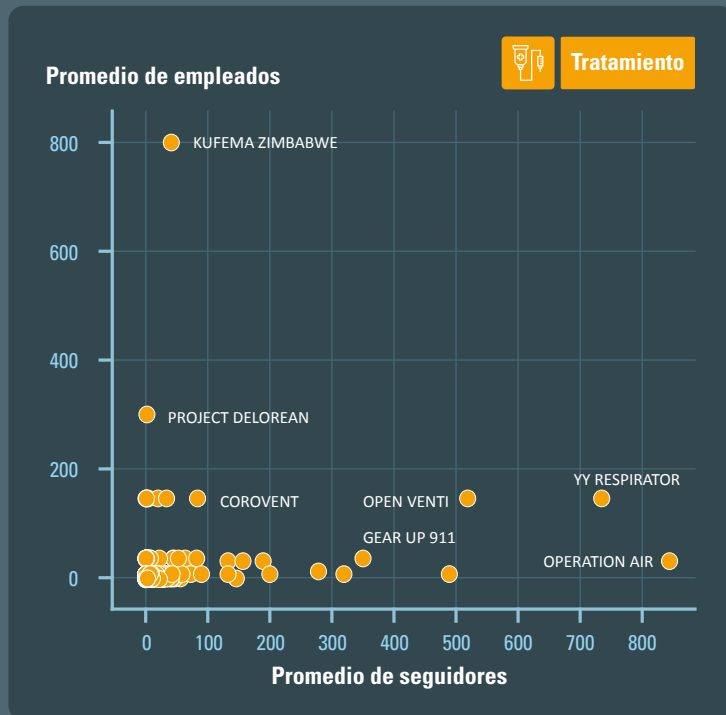 Tratamiento
Promedio de empleados
800
KUFEMA ZIMBABWE
600
400
PROJECT DELOREAN
200
YY RESPIRATOR
COROVENT
OPEN VENTI
GEAR UP 911
OPERATION AIR
0
0 100 200 300 400 500 600 700 800
Promedio de seguidores